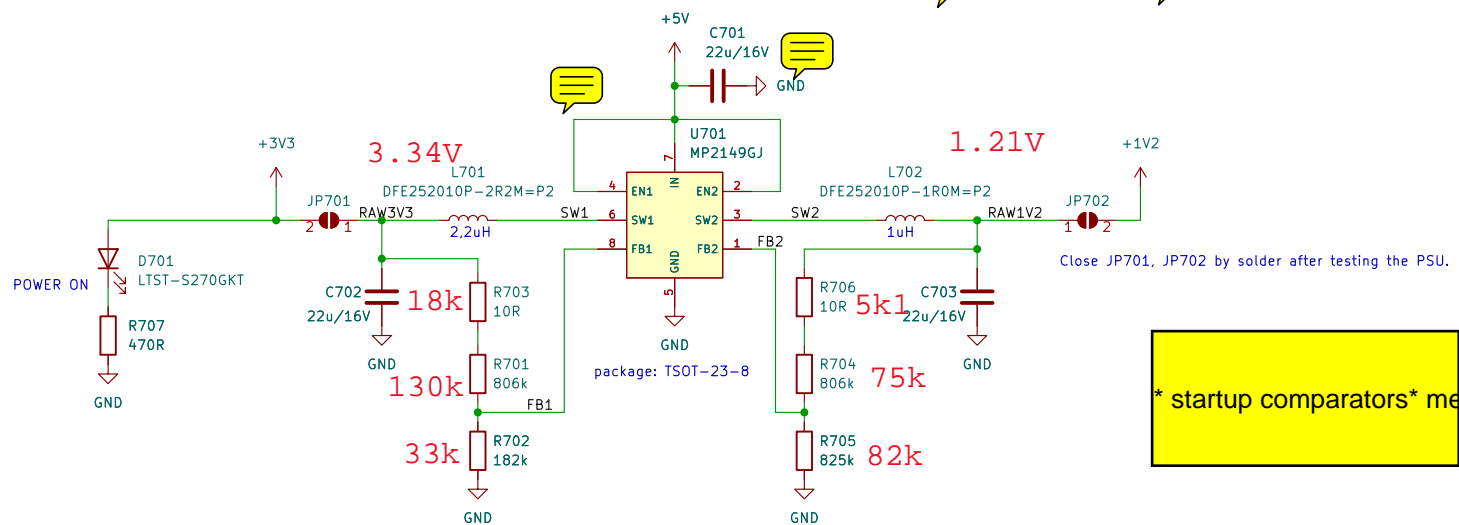 +5V
C701
22u/16V
GND
U701
MP2149GJ
+3V3
3.34V
1.21V
+1V2
L701
DFE252010P-2R2M=P2
L702
DFE252010P-1R0M=P2
7
IN
4
EN1
EN2
2
JP701
2
1
RAW3V3
2,2uH
SW1
6
SW1
SW2
3
SW2
1uH
RAW1V2
JP702
1
2
8
FB1
FB2
1
FB2
GND
5
GND
package: TSOT-23-8
POWER ON
D701
LTST-S270GKT
R707
470R
GND
C702
22u/16V
GND
18k
R703
10R
130k
R701
806k
FB1
33k
R702
182k
GND
R706
10R
5k1
C703
22u/16V
GND
R704
806k
75k
R705
825k
82k
GND
Close JP701, JP702 by solder after testing the PSU.
* startup comparators* me